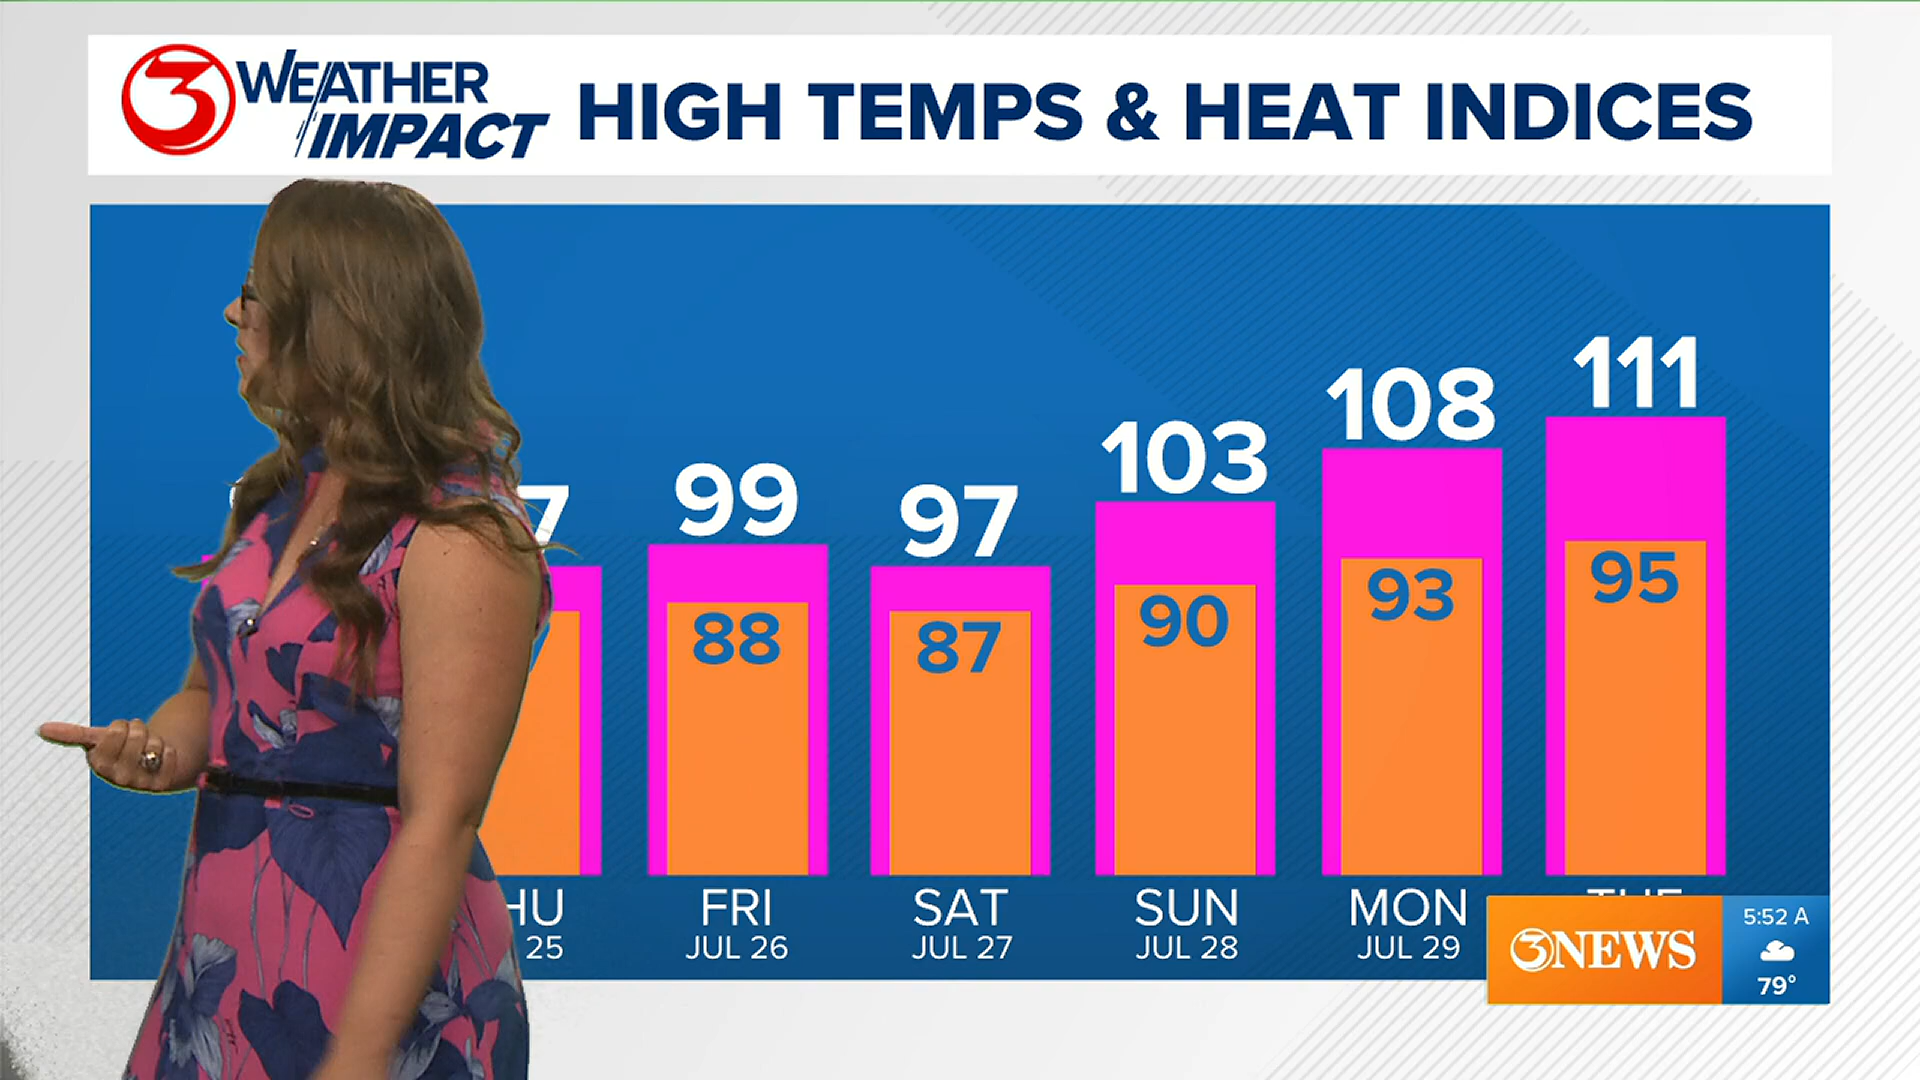 3 WEATHER IMPACT HIGH TEMPS & HEAT INDICES
99 97 103 108 111
88 87 90 93 95
FRI SAT SUN MON
25 JUL 26 JUL 27 JUL 28 JUL 29
3NEWS
5:52 A
79°